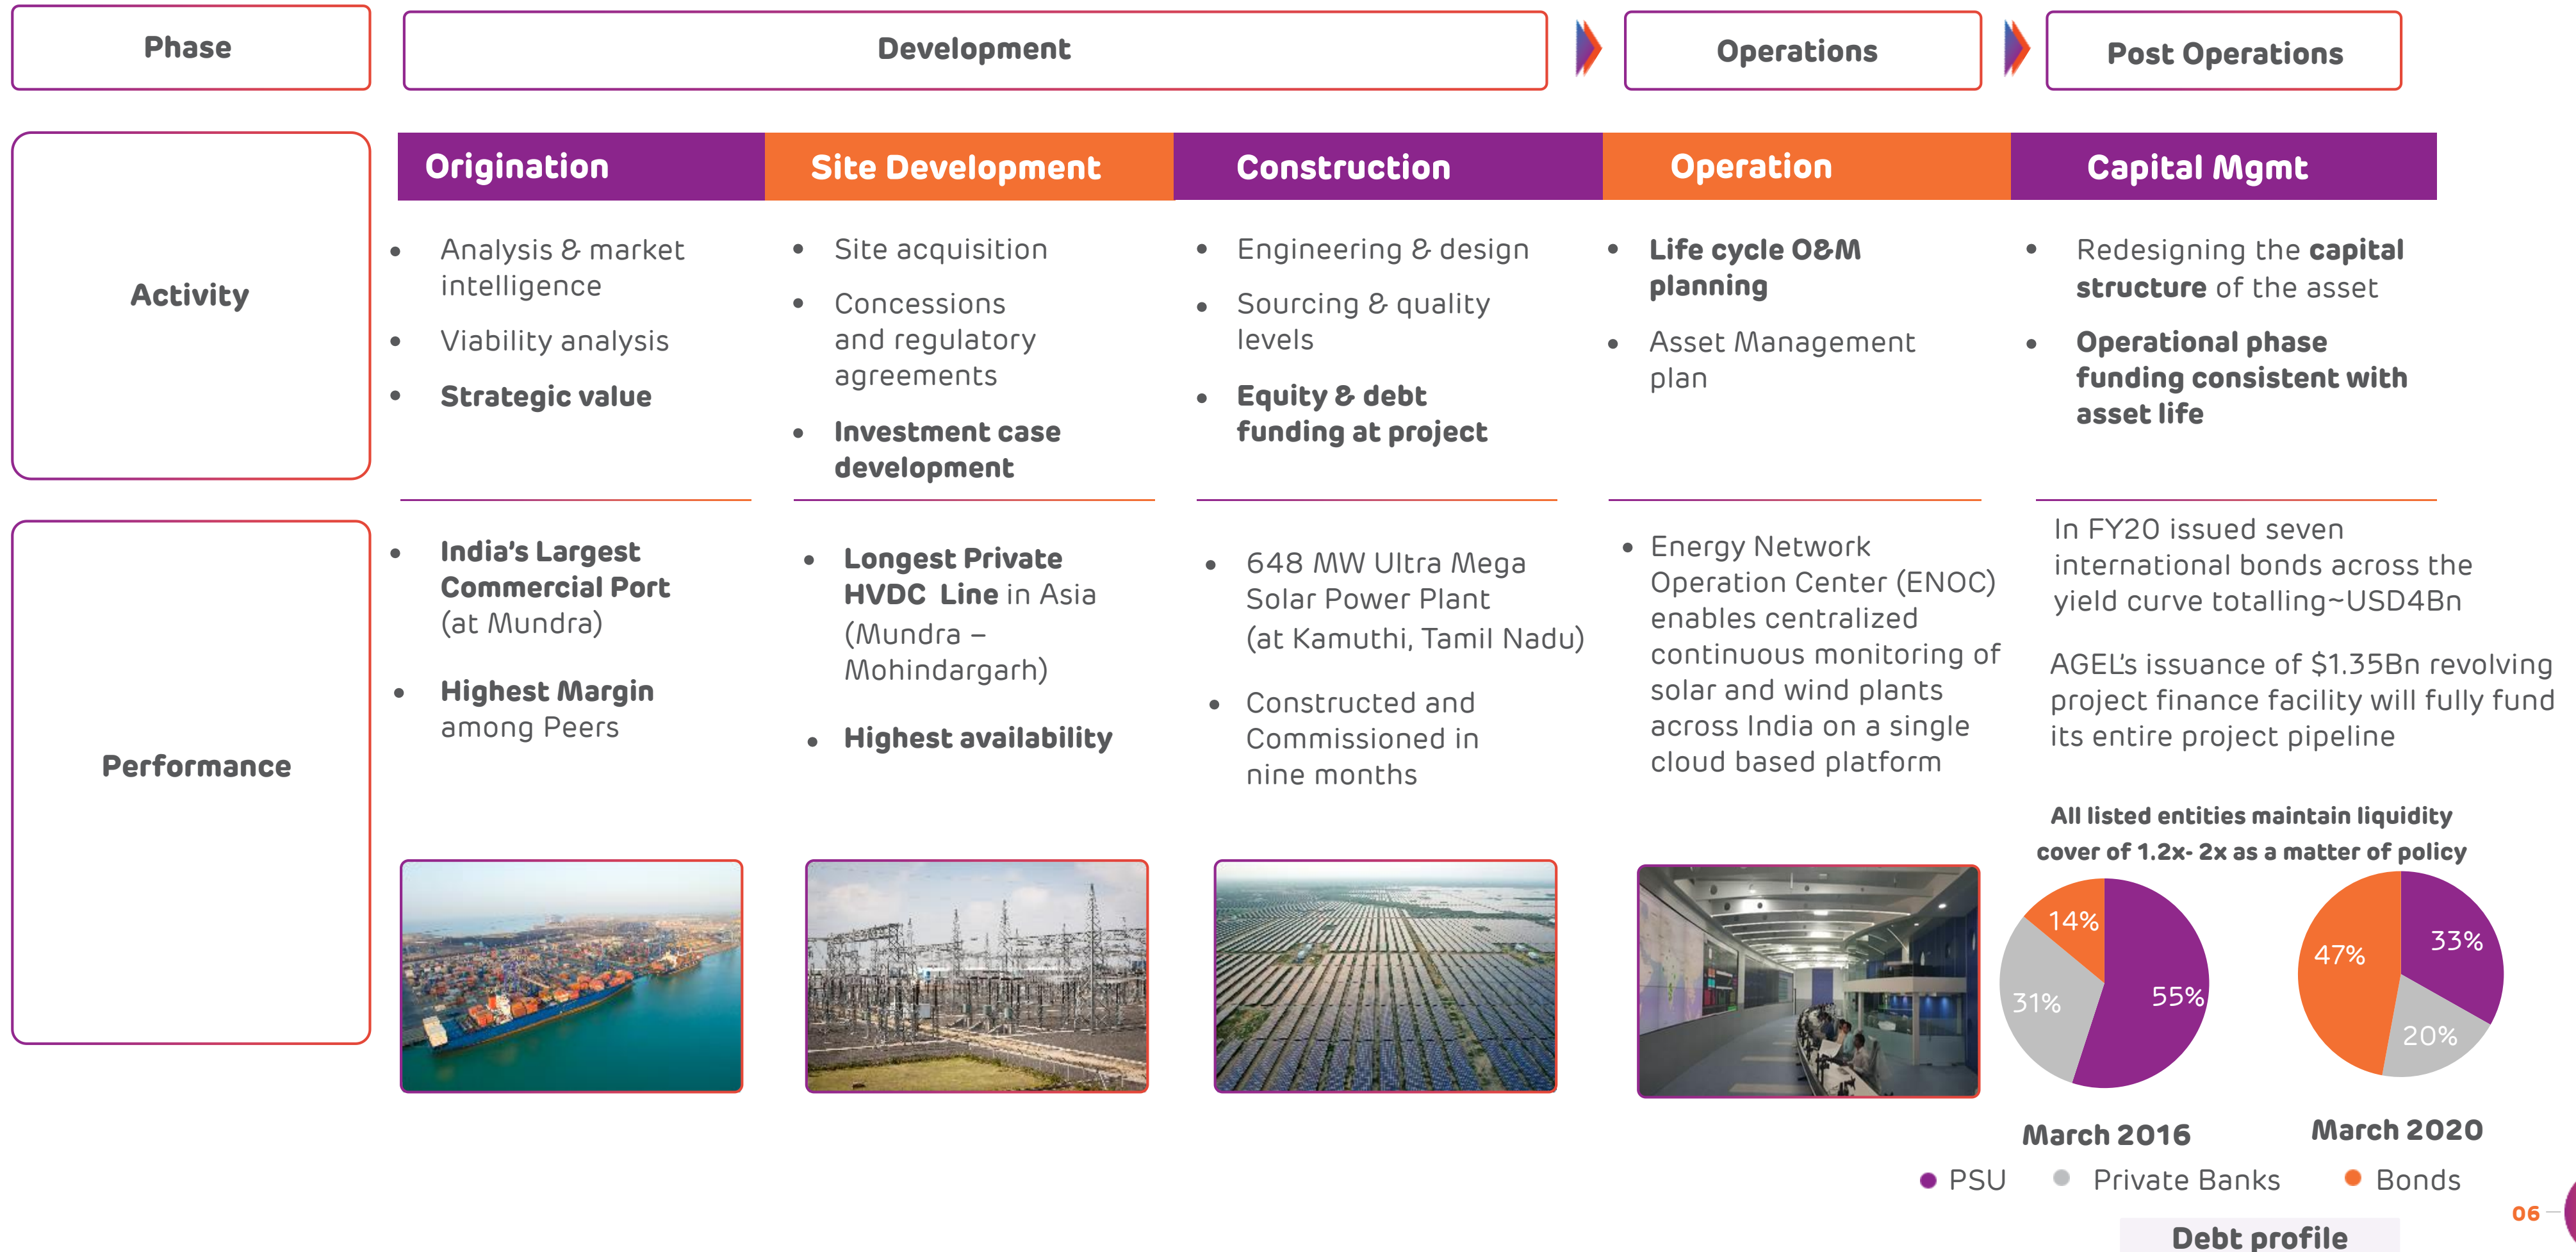 Phase
Development
Operations
Post Operations
Activity
Origination
Site Development
Construction
Operation
Capital Mgmt
• Analysis & market
intelligence
• Viability analysis
• Strategic value
• Site acquisition
• Concessions
and regulatory
agreements
• Investment case
development
• Engineering & design
• Sourcing & quality
levels
• Equity & debt
funding at project
• Life cycle O&M
planning
• Asset Management
plan
• Redesigning the capital
structure of the asset
• Operational phase
funding consistent with
asset life
Performance
• India's Largest
Commercial Port
(at Mundra)
• Highest Margin
among Peers
• Longest Private
HVDC Line in Asia
(Mundra –
Mohindargarh)
• Highest availability
• 648 MW Ultra Mega
Solar Power Plant
(at Kamuthi, Tamil Nadu)
• Constructed and
Commissioned in
nine months
• Energy Network
Operation Center (ENOC)
enables centralized
continuous monitoring of
solar and wind plants
across India on a single
cloud based platform
In FY20 issued seven
international bonds across the
yield curve totalling~USD4Bn
AGEL's issuance of $1.35Bn revolving
project finance facility will fully fund
its entire project pipeline
All listed entities maintain liquidity
cover of 1.2x- 2x as a matter of policy
14%
31%
55%
47%
33%
20%
March 2016
March 2020
PSU
Private Banks
Bonds
06
Debt profile